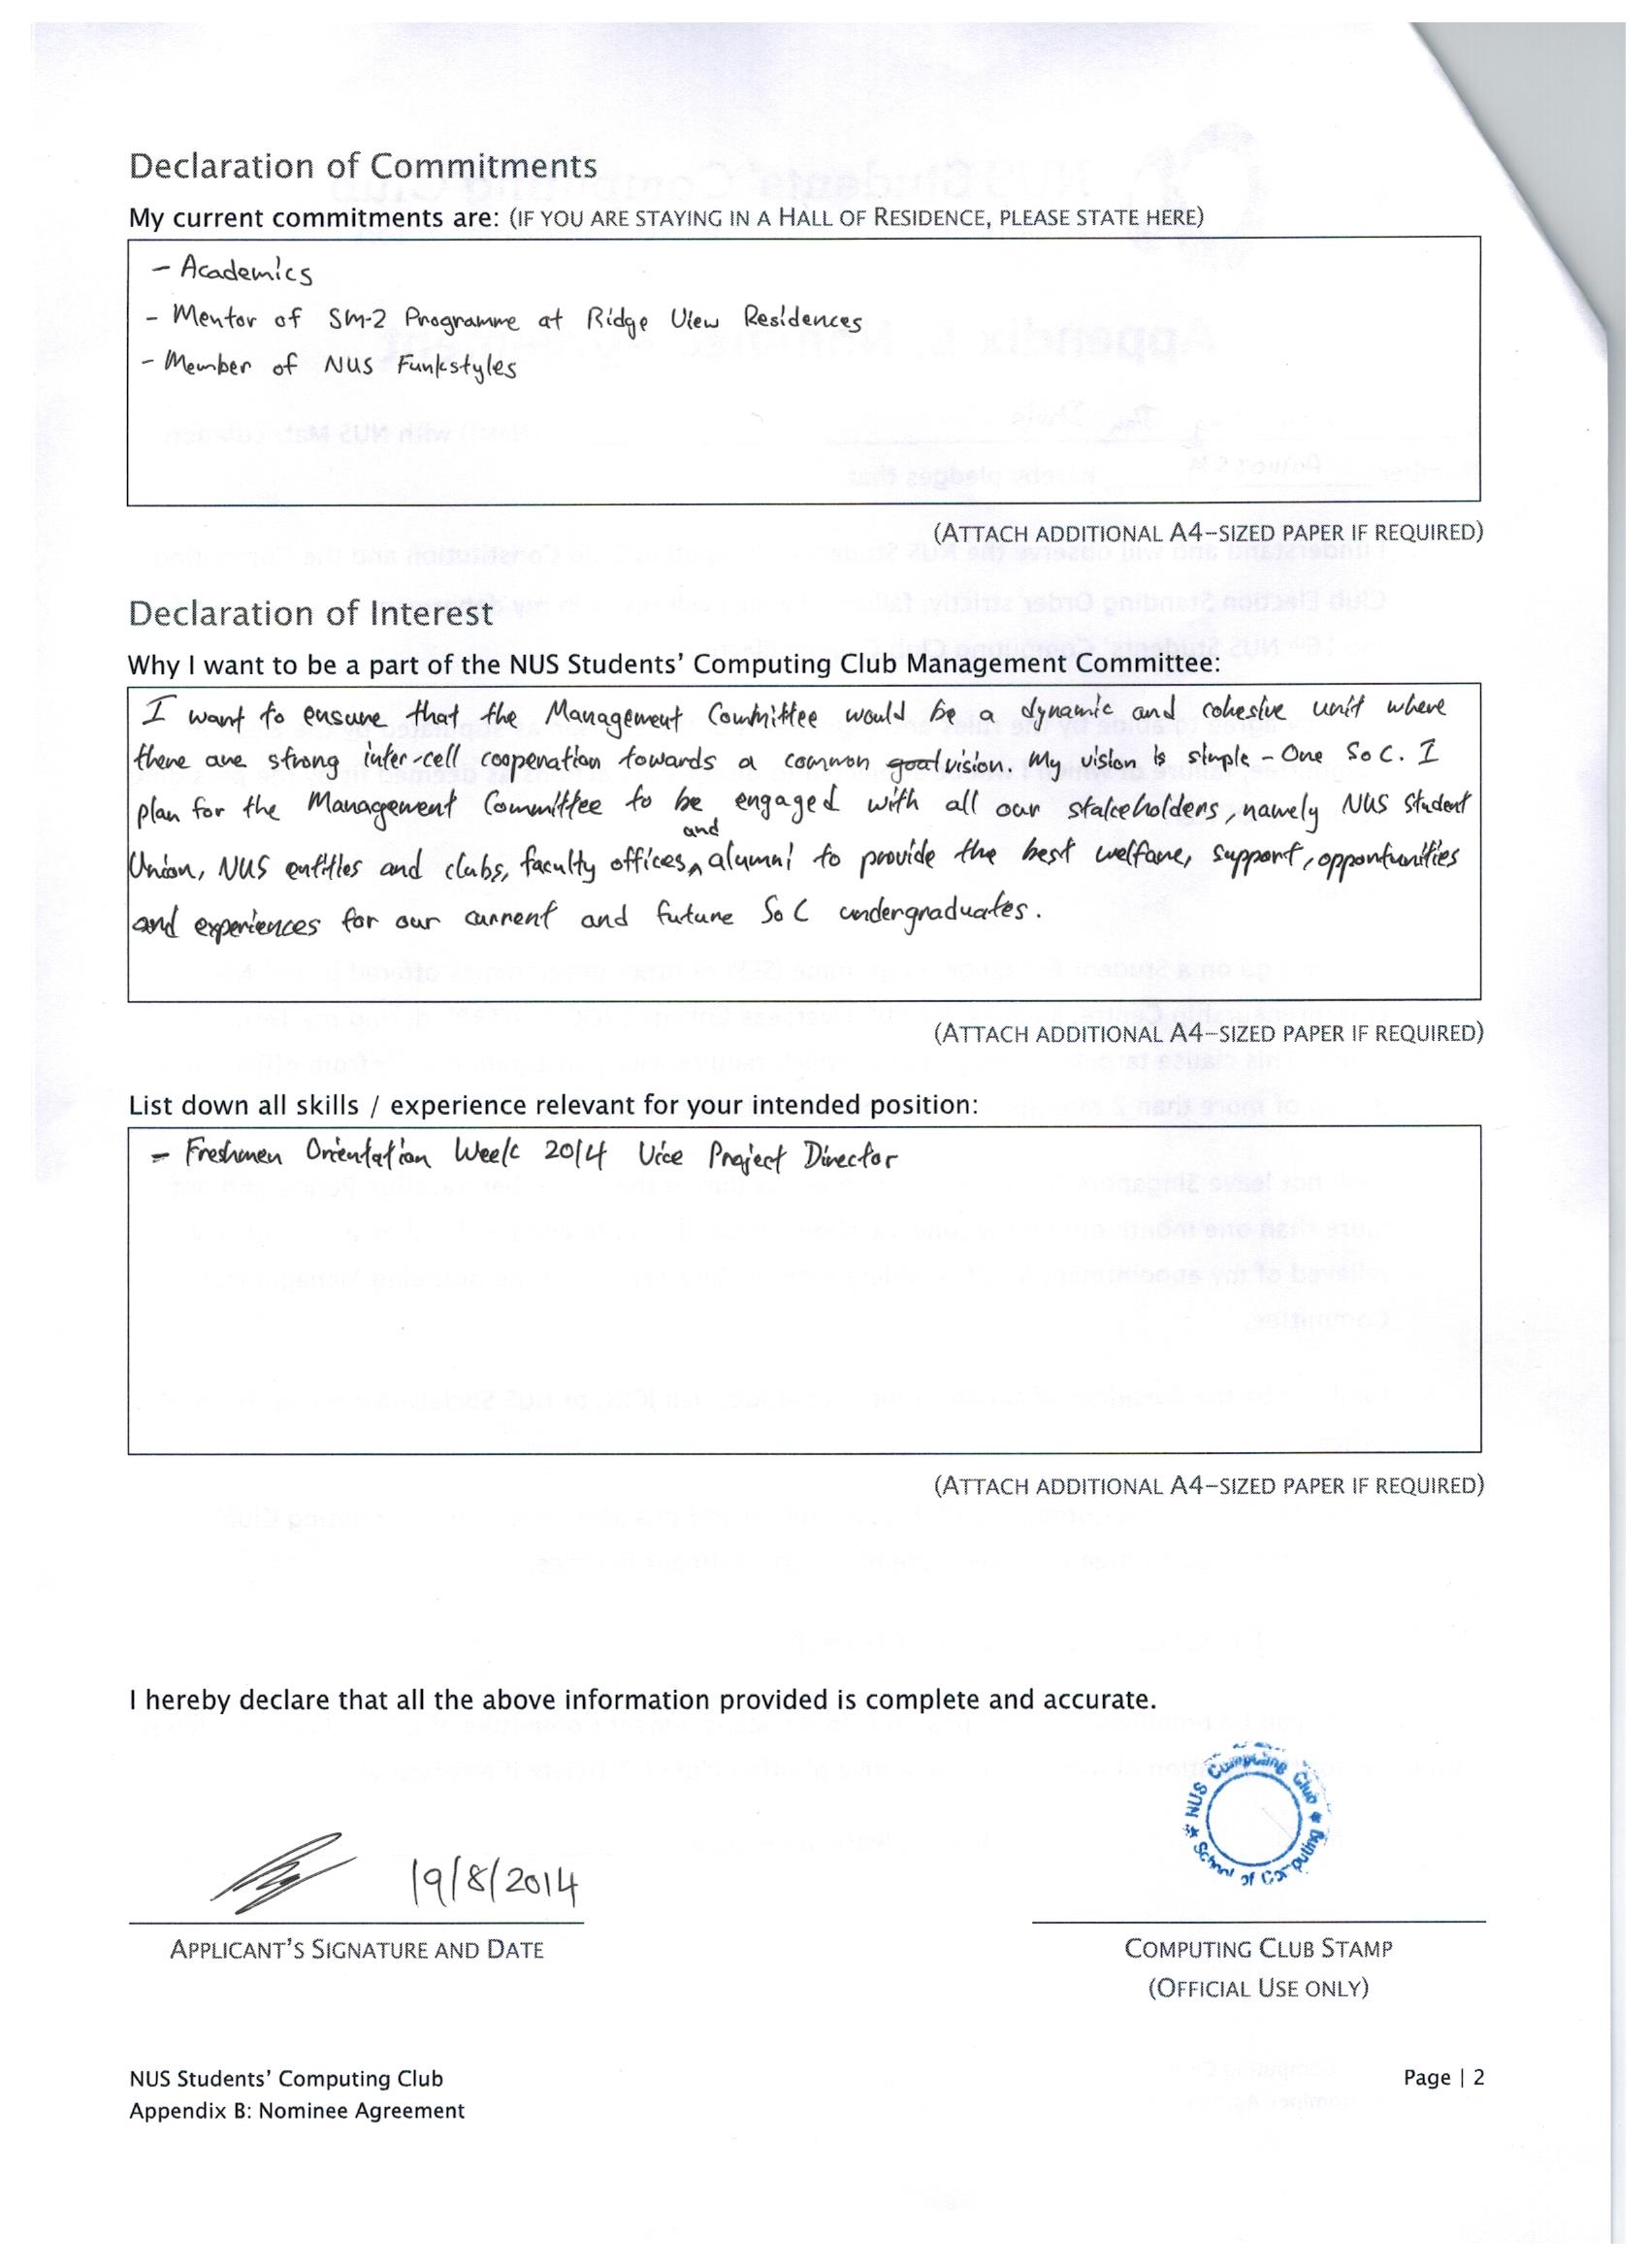 Declaration of Commitments
My current commitments are: (IF YOU ARE STAYING IN A HALL OF RESIDENCE, PLEASE STATE HERE)
- Academics
- Mentor of SM-2 Programme at Ridge View Residences
- Member of NUS Funkstyles
(ATTACH ADDITIONAL A4-SIZED PAPER IF REQUIRED)
Declaration of Interest
Why I want to be a part of the NUS Students' Computing Club Management Committee:
I want to ensure that the Management Committee would be a dynamic and cohesive unit where
there are strong inter-cell cooperation towards a common goal vision. My vision is simple - One SoC. I
plan for the Management Committee to be engaged with all our stakeholders, namely NUS Student
Union, NUS entities and clubs, faculty offices and alumni to provide the best welfare, support, opportunities
and experiences for our current and future SoC undergraduates.
(ATTACH ADDITIONAL A4-SIZED PAPER IF REQUIRED)
List down all skills / experience relevant for your intended position:
- Freshmen Orientation Week 2014 Vice Project Director
(ATTACH ADDITIONAL A4-SIZED PAPER IF REQUIRED)
I hereby declare that all the above information provided is complete and accurate.
NUS Computing Club
School of Computing
19/8/2014
APPLICANT'S SIGNATURE AND DATE
COMPUTING CLUB STAMP
(OFFICIAL USE ONLY)
NUS Students' Computing Club
Page | 2
Appendix B: Nominee Agreement